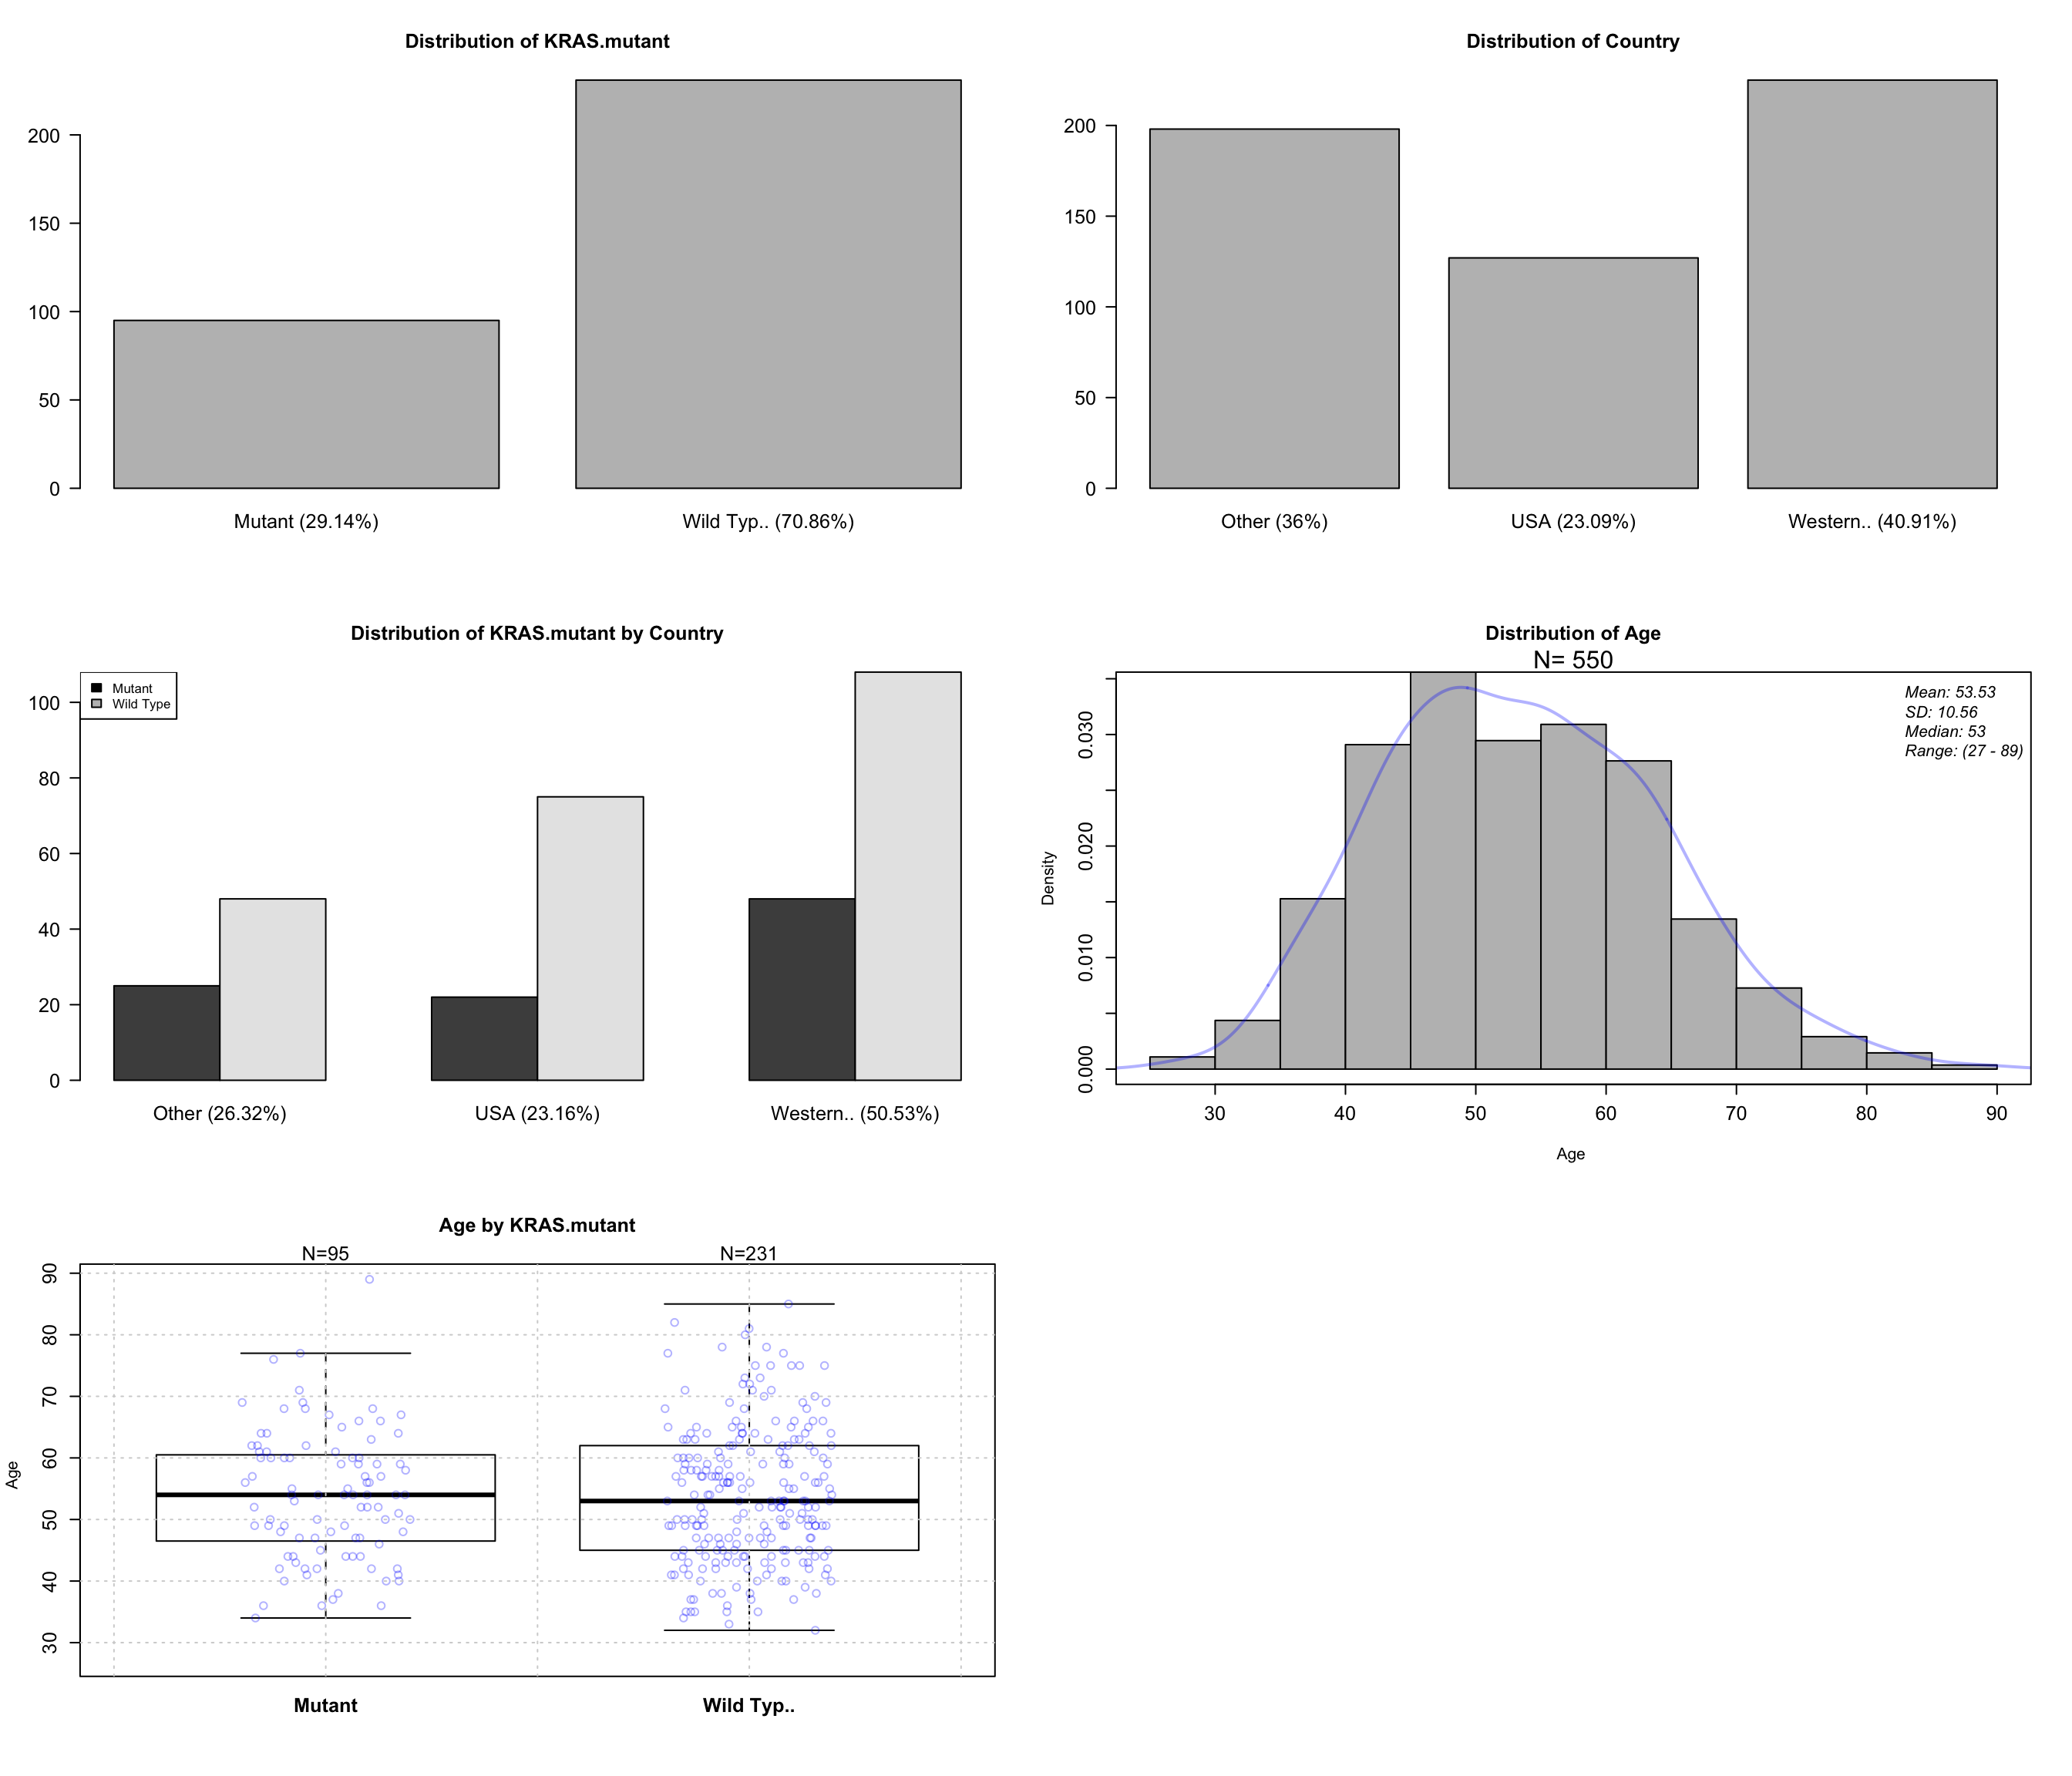 Distribution of KRAS.mutant
200
150
100
50
0
Mutant (29.14%) Wild Typ.. (70.86%)
Distribution of Country
200
150
100
50
0
Other (36%) USA (23.09%) Western.. (40.91%)
Distribution of KRAS.mutant by Country
Mutant
Wild Type
100
80
60
40
20
0
Other (26.32%) USA (23.16%) Western.. (50.53%)
Distribution of Age
N= 550
Mean: 53.53
SD: 10.56
Median: 53
Range: (27 - 89)
Density
0.030
0.020
0.010
0.000
30 40 50 60 70 80 90
Age
Age by KRAS.mutant
N=95 N=231
Age
90
80
70
60
50
40
30
Mutant Wild Typ..